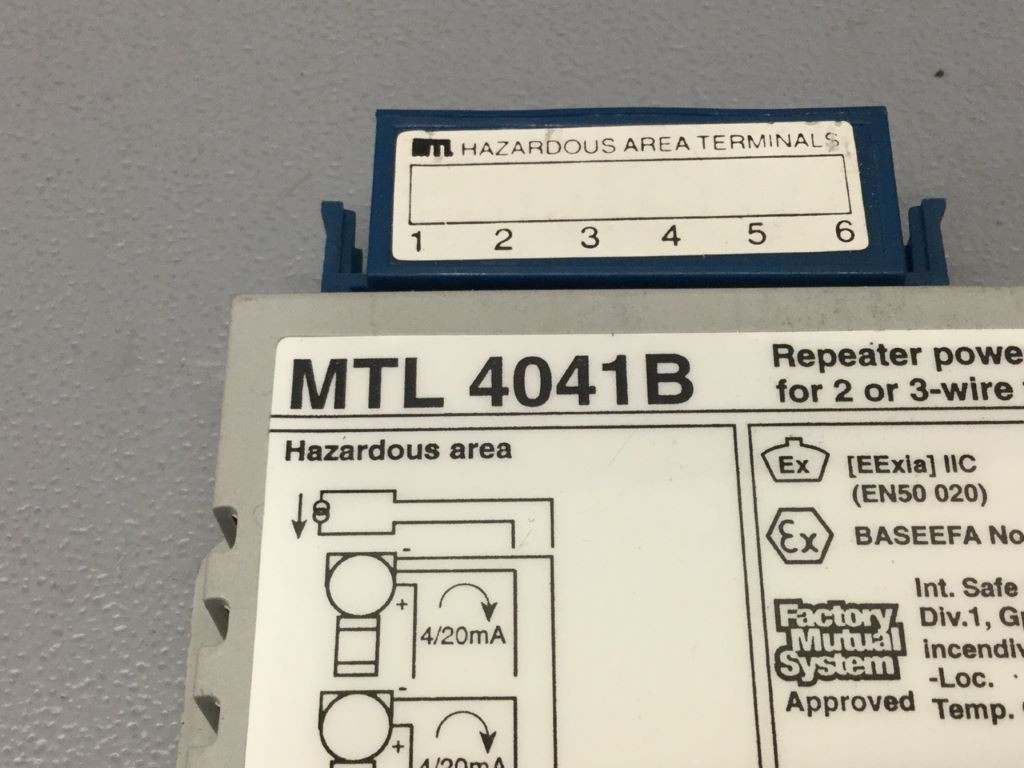 mtl HAZARDOUS AREA TERMINALS
1 2 3 4 5 6
MTL 4041B
Repeater powe
for 2 or 3-wire
Hazardous area
- +
4/20mA
- +
4/20mA
Ex
[EExia] IIC
(EN50 020)
Ex
BASEEFA No
Factory
Mutual
System
Approved
Int. Safe
Div.1, G
incendiv
-Loc.
Temp.